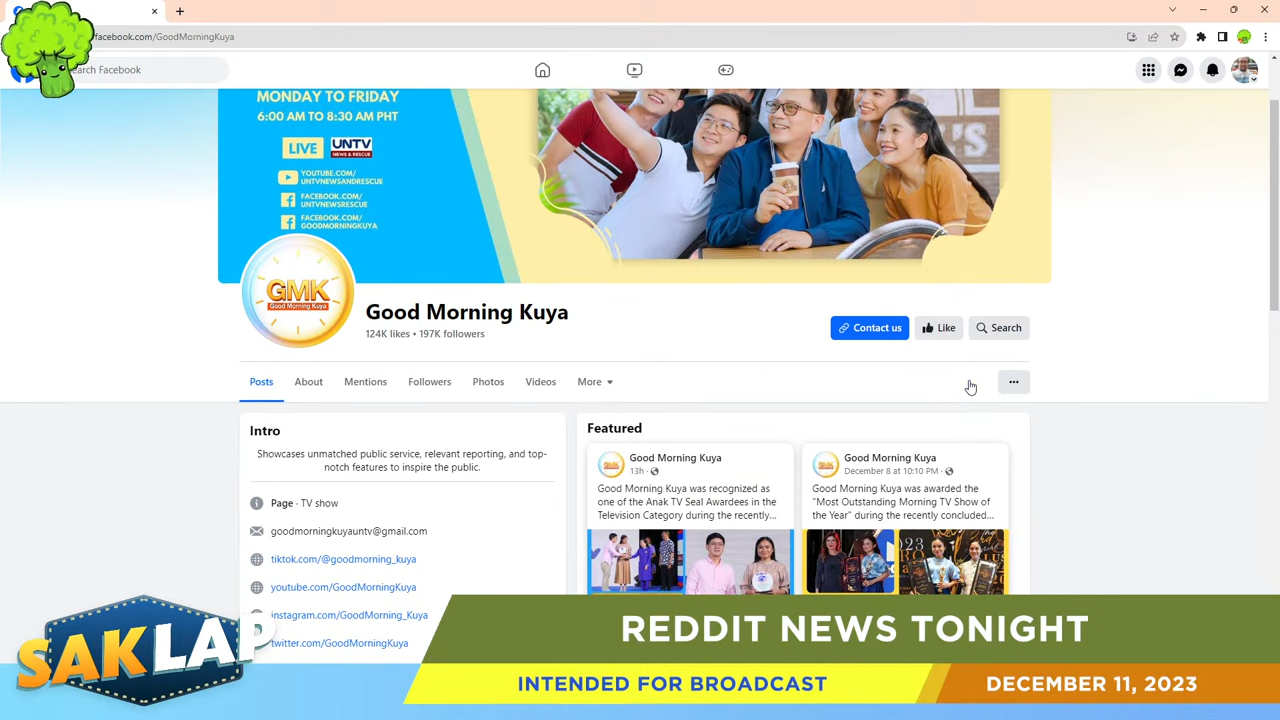 facebook.com/GoodMorningKuya
earch Facebook
MONDAY TO FRIDAY
6:00 AM TO 8:30 AM PHT
LIVE UNTV
NEWS & RESCUE
YOUTUBE.COM/
UNTVNEWSANDRESCUE
FACEBOOK.COM/
UNTVNEWSRESCUE
FACEBOOK.COM/
GOODMORNINGKUYA
GMK
Good Morning Kuya
Good Morning Kuya
124K likes • 197K followers
Contact us Like Search
Posts About Mentions Followers Photos Videos More
Intro
Showcases unmatched public service, relevant reporting, and top-
notch features to inspire the public.
Page · TV show
goodmorningkuyauntv@gmail.com
tiktok.com/@goodmorning_kuya
youtube.com/GoodMorningKuya
instagram.com/GoodMorning_Kuya
twitter.com/GoodMorningKuya
Featured
Good Morning Kuya
13h
Good Morning Kuya was recognized as
one of the Anak TV Seal Awardees in the
Television Category during the recently...
Good Morning Kuya
December 8 at 10:10 PM
Good Morning Kuya was awarded the
"Most Outstanding Morning TV Show of
the Year" during the recently concluded...
SAKLAP
REDDIT NEWS TONIGHT
INTENDED FOR BROADCAST
DECEMBER 11, 2023